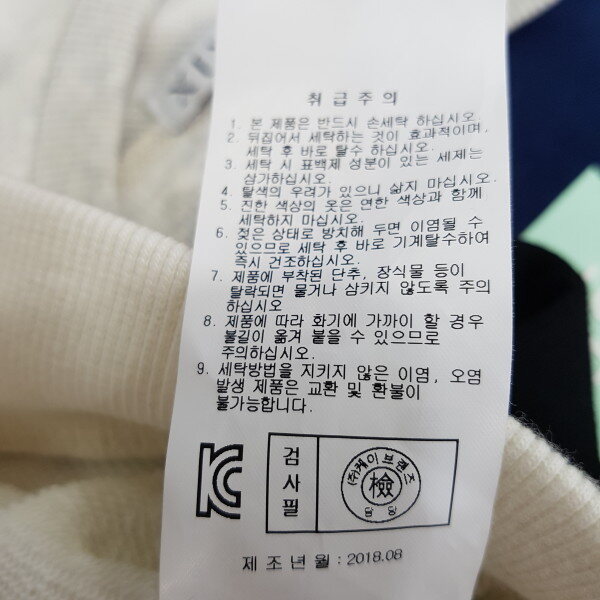 취급주의
1. 본 제품은 반드시 손세탁 하십시오.
2. 뒤집어서 세탁하는 것이 효과적이며,
세탁 후 바로 탈수 하십시오.
3. 세탁 시 표백제 성분이 있는 세제는
삼가하십시오.
4. 탈색의 우려가 있으니 삶지 마십시오.
5. 진한 색상의 옷은 연한 색상과 함께
세탁하지 마십시오.
6. 젖은 상태로 방치해 두면 이염될 수
있으므로 세탁 후 바로 기계탈수하여
즉시 건조하십시오.
7. 제품에 부착된 단추, 장식물 등이
탈락되면 물거나 삼키지 않도록 주의
하십시오
8. 제품에 따라 화기에 가까이 할 경우
불길이 옮겨 붙을 수 있으므로
주의하십시오.
9. 세탁방법을 지키지 않은 이염, 오염
발생 제품은 교환 및 환불이
불가능합니다.
KC
검사필
(주)케이브랜즈
檢
담당
제조년월 : 2018.08